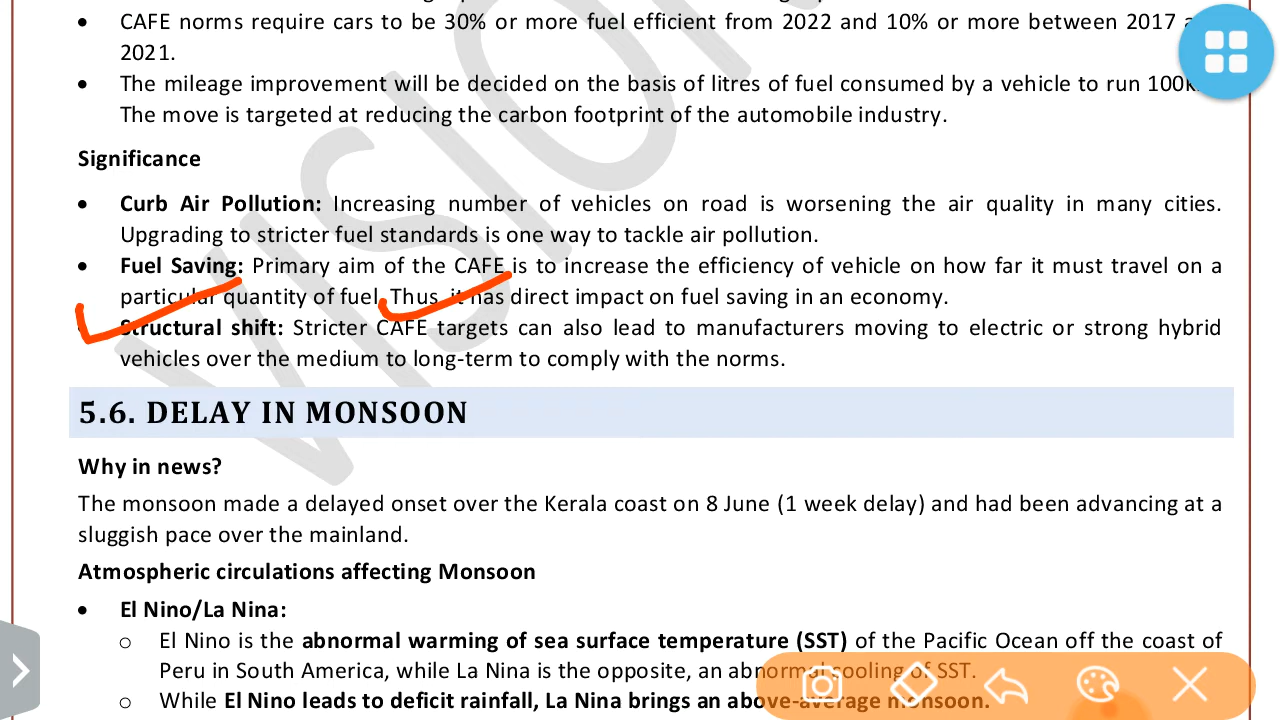 CAFE norms require cars to be 30% or more fuel efficient from 2022 and 10% or more between 2017
2021.
The mileage improvement will be decided on the basis of litres of fuel consumed by a vehicle to run
The move is targeted at reducing the carbon footprint of the automobile industry.
Significance
Curb Air Pollution: Increasing number of vehicles on road is worsening the air quality in many cities.
Upgrading to stricter fuel standards is one way to tackle air pollution.
Fuel Saving: Primary aim of the CAFE is to increase the efficiency of vehicle on how far it must travel on a
particular quantity of fuel. Thus, it has direct impact on fuel saving in an economy.
Structural shift: Stricter CAFE targets can also lead to manufacturers moving to electric or strong hybrid
vehicles over the medium to long-term to comply with the norms.
5.6. DELAY IN MONSOON
Why in news?
The monsoon made a delayed onset over the Kerala coast on 8 June (1 week delay) and had been advancing at a
sluggish pace over the mainland.
Atmospheric circulations affecting Monsoon
El Nino/La Nina:
El Nino is the abnormal warming of sea surface temperature (SST) of the Pacific Ocean off the coast of
Peru in South America, while La Nina is the opposite, an abnormal cooling of SST.
While El Nino leads to deficit rainfall, La Nina brings an above-average monsoon.
VISION